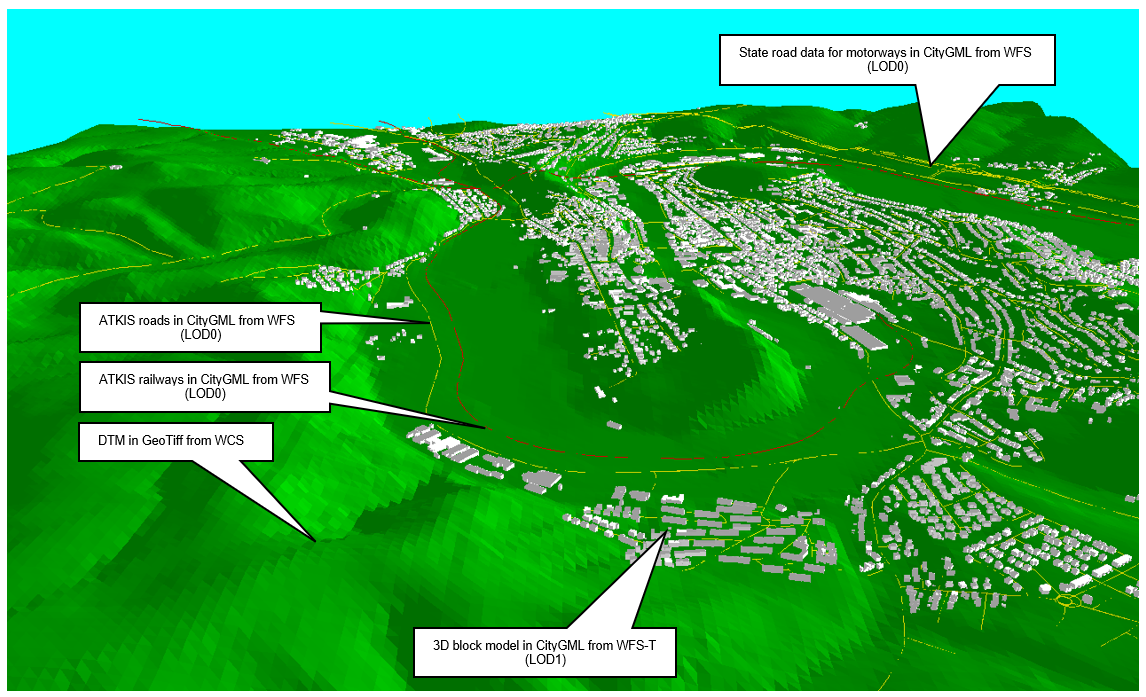 State road data for motorways in CityGML from WFS
(LOD0)
ATKIS roads in CityGML from WFS
(LOD0)
ATKIS railways in CityGML from WFS
(LOD0)
DTM in GeoTiff from WCS
3D block model in CityGML from WFS-T
(LOD1)